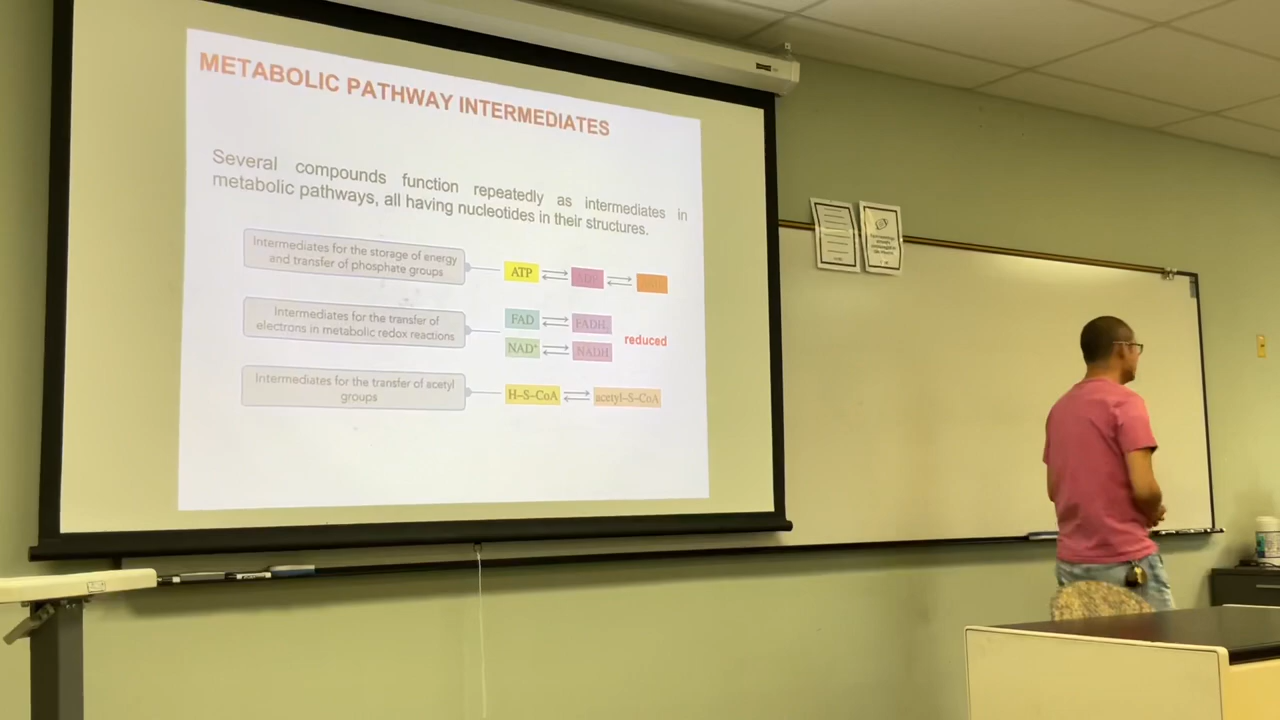 METABOLIC PATHWAY INTERMEDIATES
Several compounds function repeatedly as intermediates in
metabolic pathways, all having nucleotides in their structures.
Intermediates for the storage of energy
and transfer of phosphate groups
ATP
Intermediates for the transfer of
electrons in metabolic redox reactions
FAD FADH
reduced
NAD⁺ NADH
Intermediates for the transfer of acetyl
groups
H–S–CoA acetyl–S–CoA